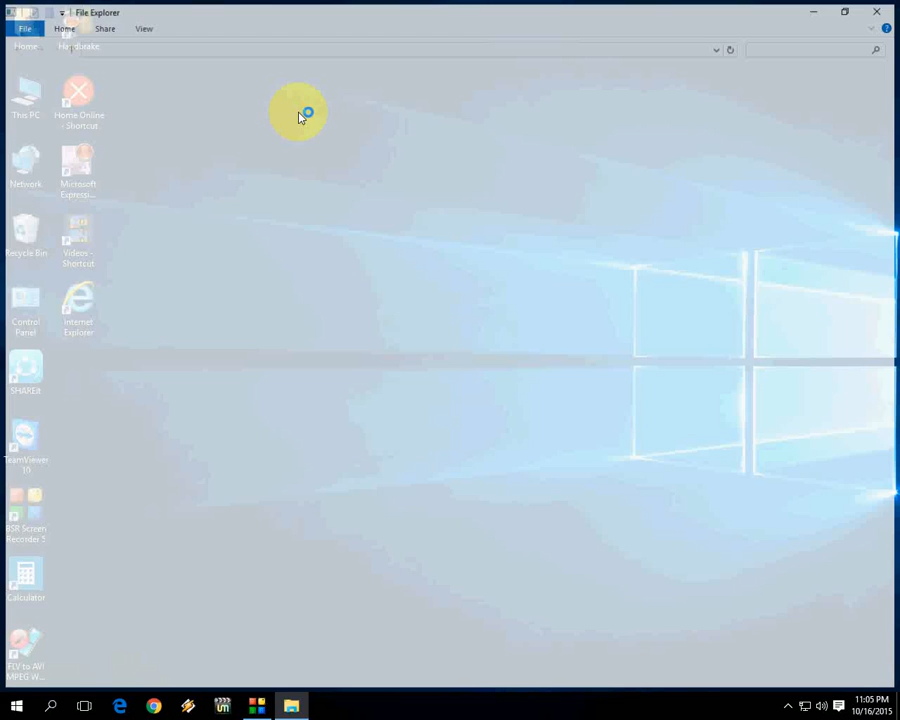 File Explorer
File
Home
Share
View
Home
Handbrake
This PC
Home Online
- Shortcut
Network
Microsoft
Expressi...
Recycle Bin
Videos -
Shortcut
Control
Panel
Internet
Explorer
SHAREit
TeamViewer
10
BSR Screen
Recorder 5
Calculator
FLV to AVI
MPEG W...
11:05 PM
10/16/2015